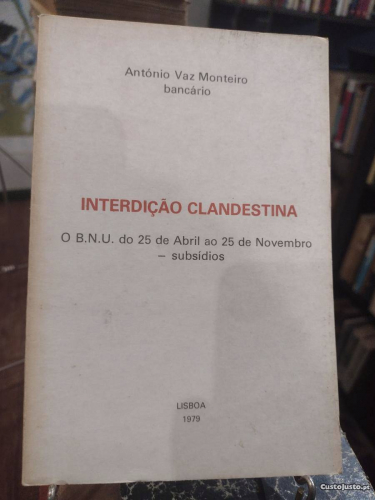 António Vaz Monteiro
bancário
INTERDIÇÃO CLANDESTINA
O B.N.U. do 25 de Abril ao 25 de Novembro
— subsídios
LISBOA
1979
CustoJusto.pt